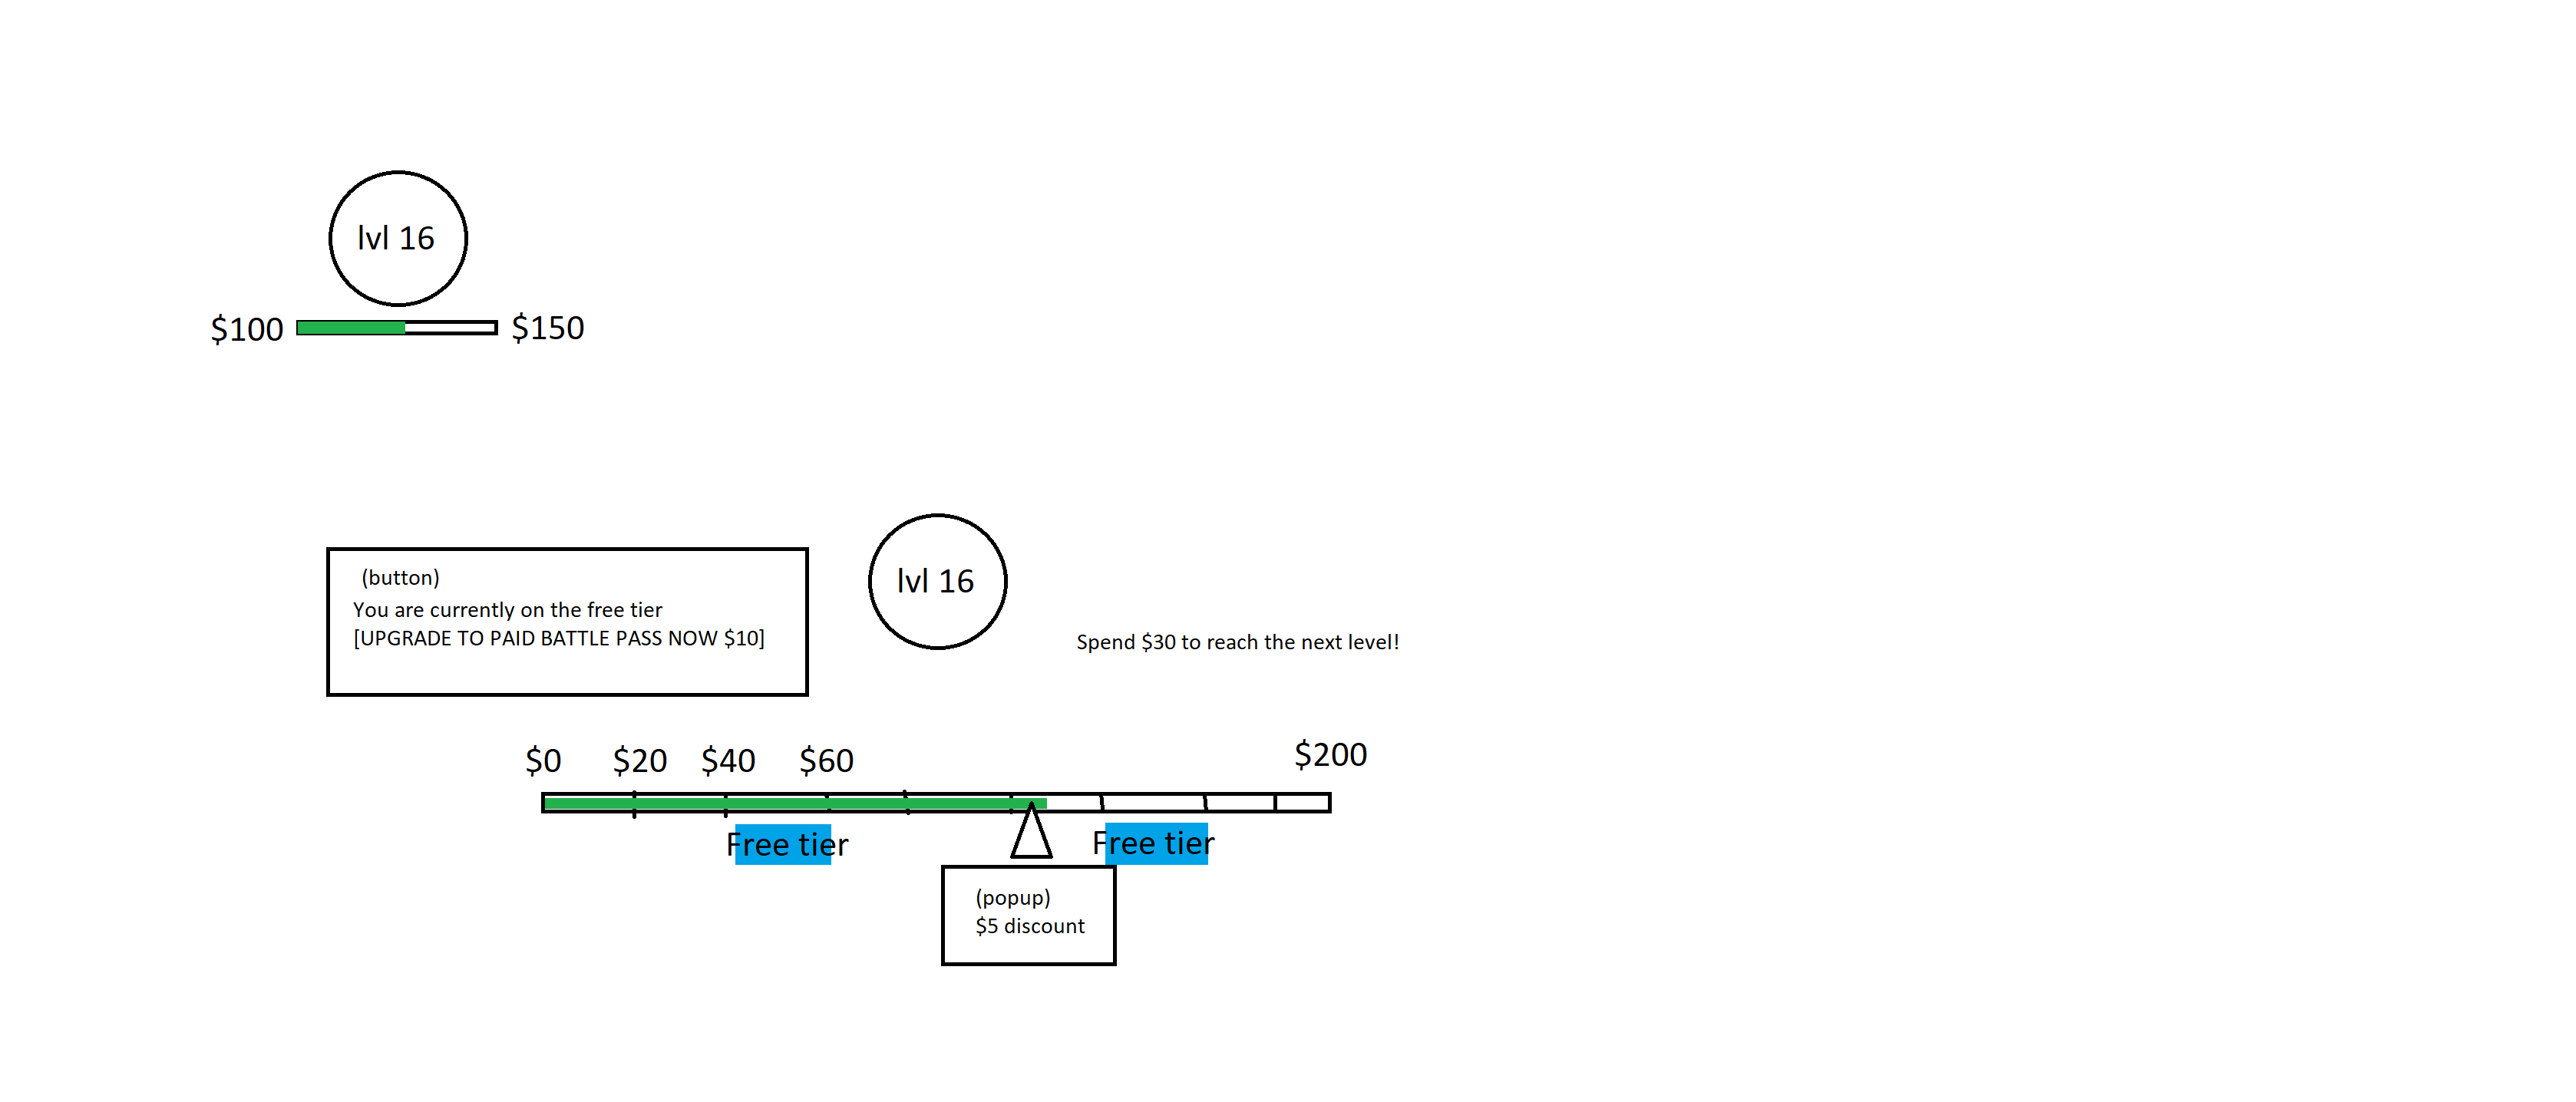 lvl 16
$100
$150
(button)
You are currently on the free tier
[UPGRADE TO PAID BATTLE PASS NOW $10]
lvl 16
Spend $30 to reach the next level!
$0
$20
$40
$60
$200
Free tier
Free tier
(popup)
$5 discount